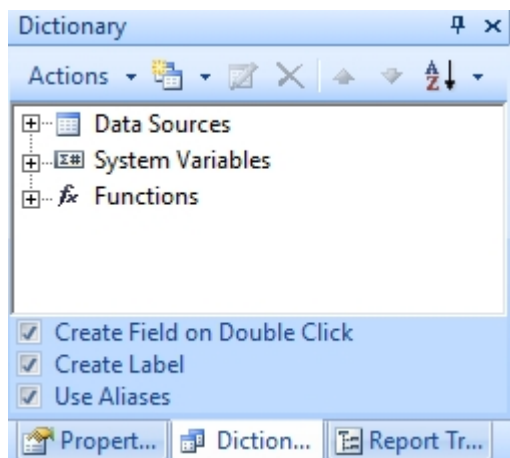 Dictionary
Actions
Data Sources
System Variables
Functions
Create Field on Double Click
Create Label
Use Aliases
Propert... Diction... Report Tr...